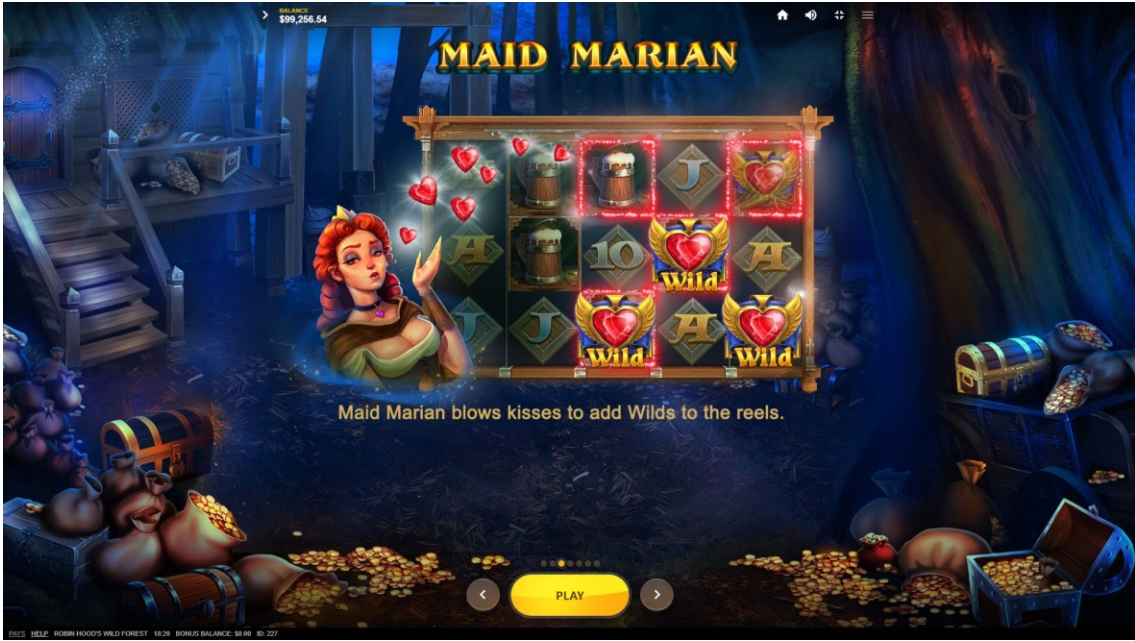 BALANCE
$99,256.54
MAID MARIAN
J
A
10
Wild
A
J
J
Wild
A
Wild
Maid Marian blows kisses to add Wilds to the reels.
PLAY
PAYS HELP ROBIN HOOD'S WILD FOREST 18:29 BONUS BALANCE: $0.00 ID: 227